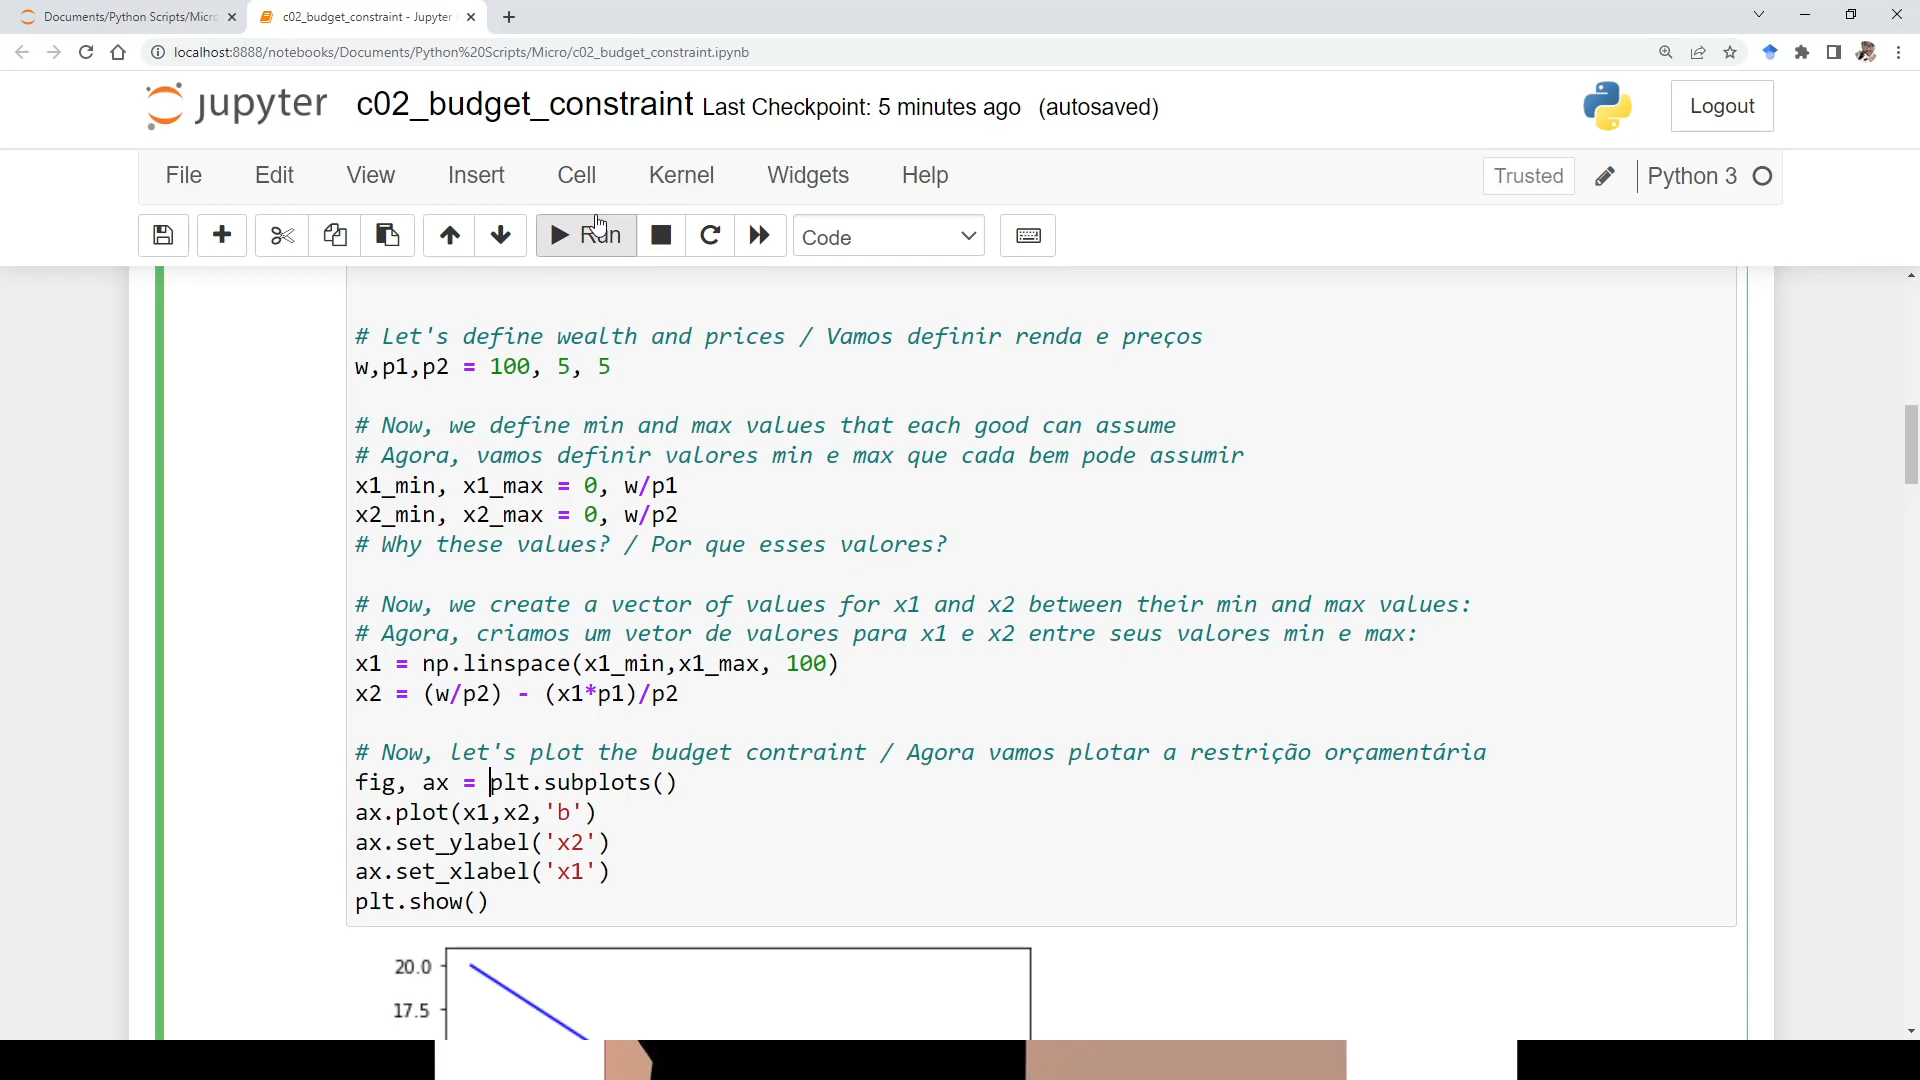 Documents/Python Scripts/Micro
c02_budget_constraint - Jupyter
localhost:8888/notebooks/Documents/Python%20Scripts/Micro/c02_budget_constraint.ipynb
jupyter c02_budget_constraint Last Checkpoint: 5 minutes ago (autosaved)
Logout
File Edit View Insert Cell Kernel Widgets Help
Trusted
Python 3
Run
Code
# Let's define wealth and prices / Vamos definir renda e preços
w,p1,p2 = 100, 5, 5
# Now, we define min and max values that each good can assume
# Agora, vamos definir valores min e max que cada bem pode assumir
x1_min, x1_max = 0, w/p1
x2_min, x2_max = 0, w/p2
# Why these values? / Por que esses valores?
# Now, we create a vector of values for x1 and x2 between their min and max values:
# Agora, criamos um vetor de valores para x1 e x2 entre seus valores min e max:
x1 = np.linspace(x1_min,x1_max, 100)
x2 = (w/p2) - (x1*p1)/p2
# Now, let's plot the budget contraint / Agora vamos plotar a restrição orçamentária
fig, ax = plt.subplots()
ax.plot(x1,x2,'b')
ax.set_ylabel('x2')
ax.set_xlabel('x1')
plt.show()
20.0
17.5